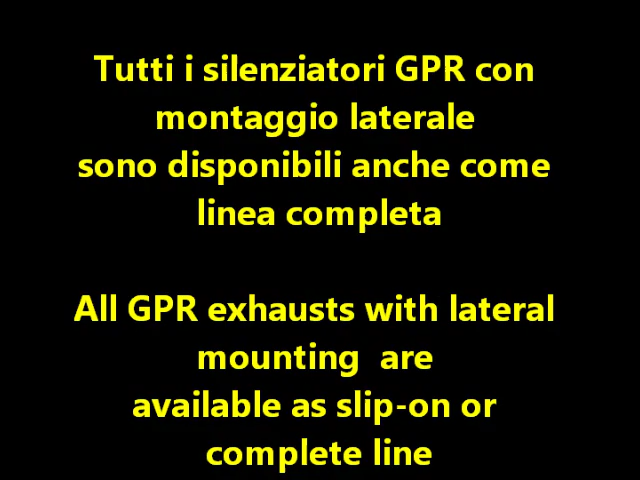 Tutti i silenziatori GPR con
montaggio laterale
sono disponibili anche come
linea completa
All GPR exhausts with lateral
mounting  are
available as slip-on or
complete line